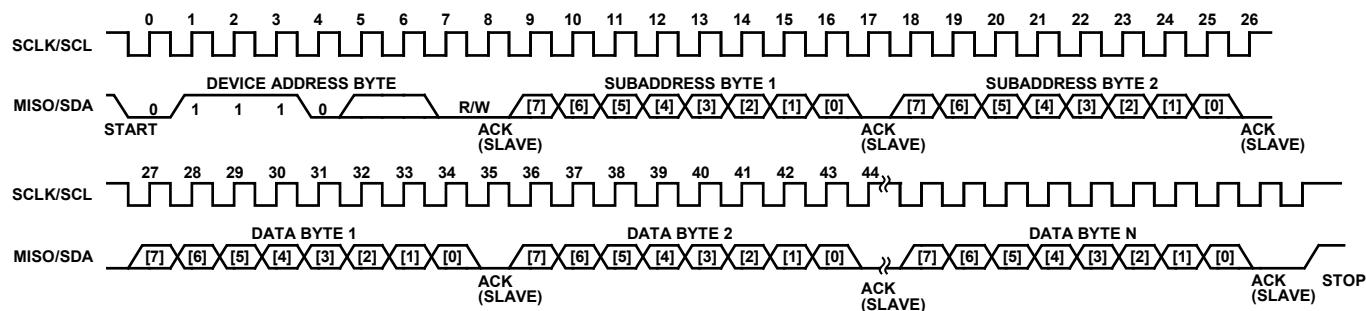 0 1 2 3 4 5 6 7 8 9 10 11 12 13 14 15 16 17 18 19 20 21 22 23 24 25 26
SCLK/SCL
DEVICE ADDRESS BYTE SUBADDRESS BYTE 1 SUBADDRESS BYTE 2
MISO/SDA 0 1 1 1 0 R/W [7] [6] [5] [4] [3] [2] [1] [0] [7] [6] [5] [4] [3] [2] [1] [0]
START ACK (SLAVE) ACK (SLAVE) ACK (SLAVE)
27 28 29 30 31 32 33 34 35 36 37 38 39 40 41 42 43 44
SCLK/SCL
DATA BYTE 1 DATA BYTE 2 DATA BYTE N
MISO/SDA [7] [6] [5] [4] [3] [2] [1] [0] [7] [6] [5] [4] [3] [2] [1] [0] [7] [6] [5] [4] [3] [2] [1] [0]
ACK (SLAVE) ACK (SLAVE) ACK (SLAVE) STOP